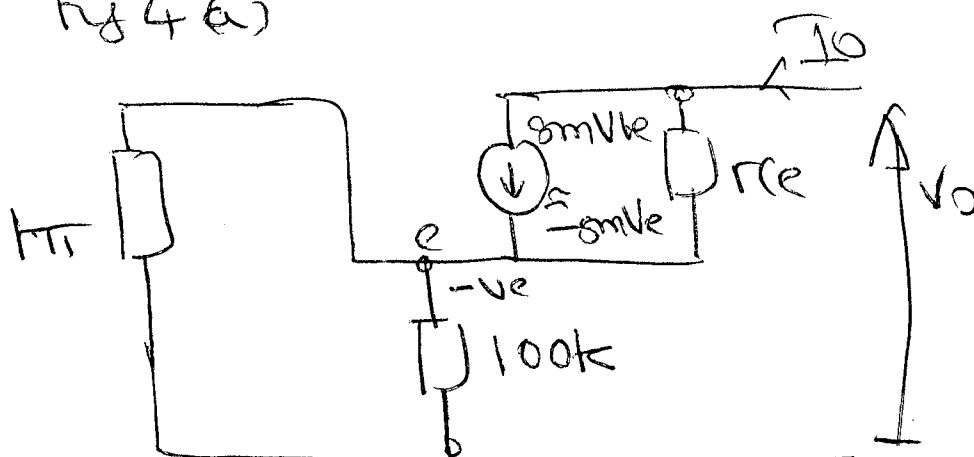 Fig 4 (a)
Io
gmVbe
rce
≈ -gmVe
Vo
rπ
e
-Ve
100k